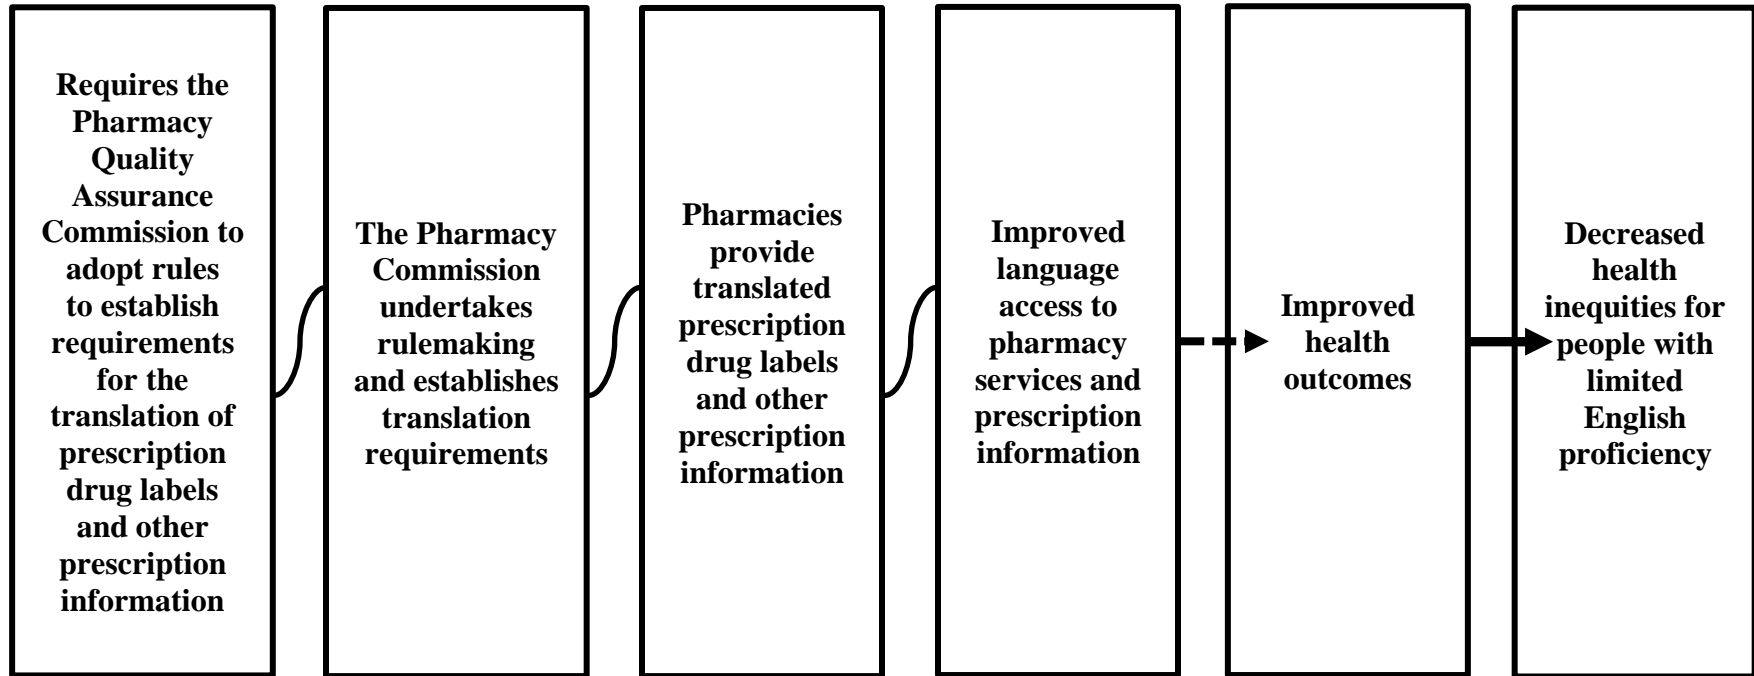 Requires the
Pharmacy
Quality
Assurance
Commission to
adopt rules
to establish
requirements
for the
translation of
prescription
drug labels
and other
prescription
information
The Pharmacy
Commission
undertakes
rulemaking
and establishes
translation
requirements
Pharmacies
provide
translated
prescription
drug labels
and other
prescription
information
Improved
language
access to
pharmacy
services and
prescription
information
Improved
health
outcomes
Decreased
health
inequities for
people with
limited
English
proficiency